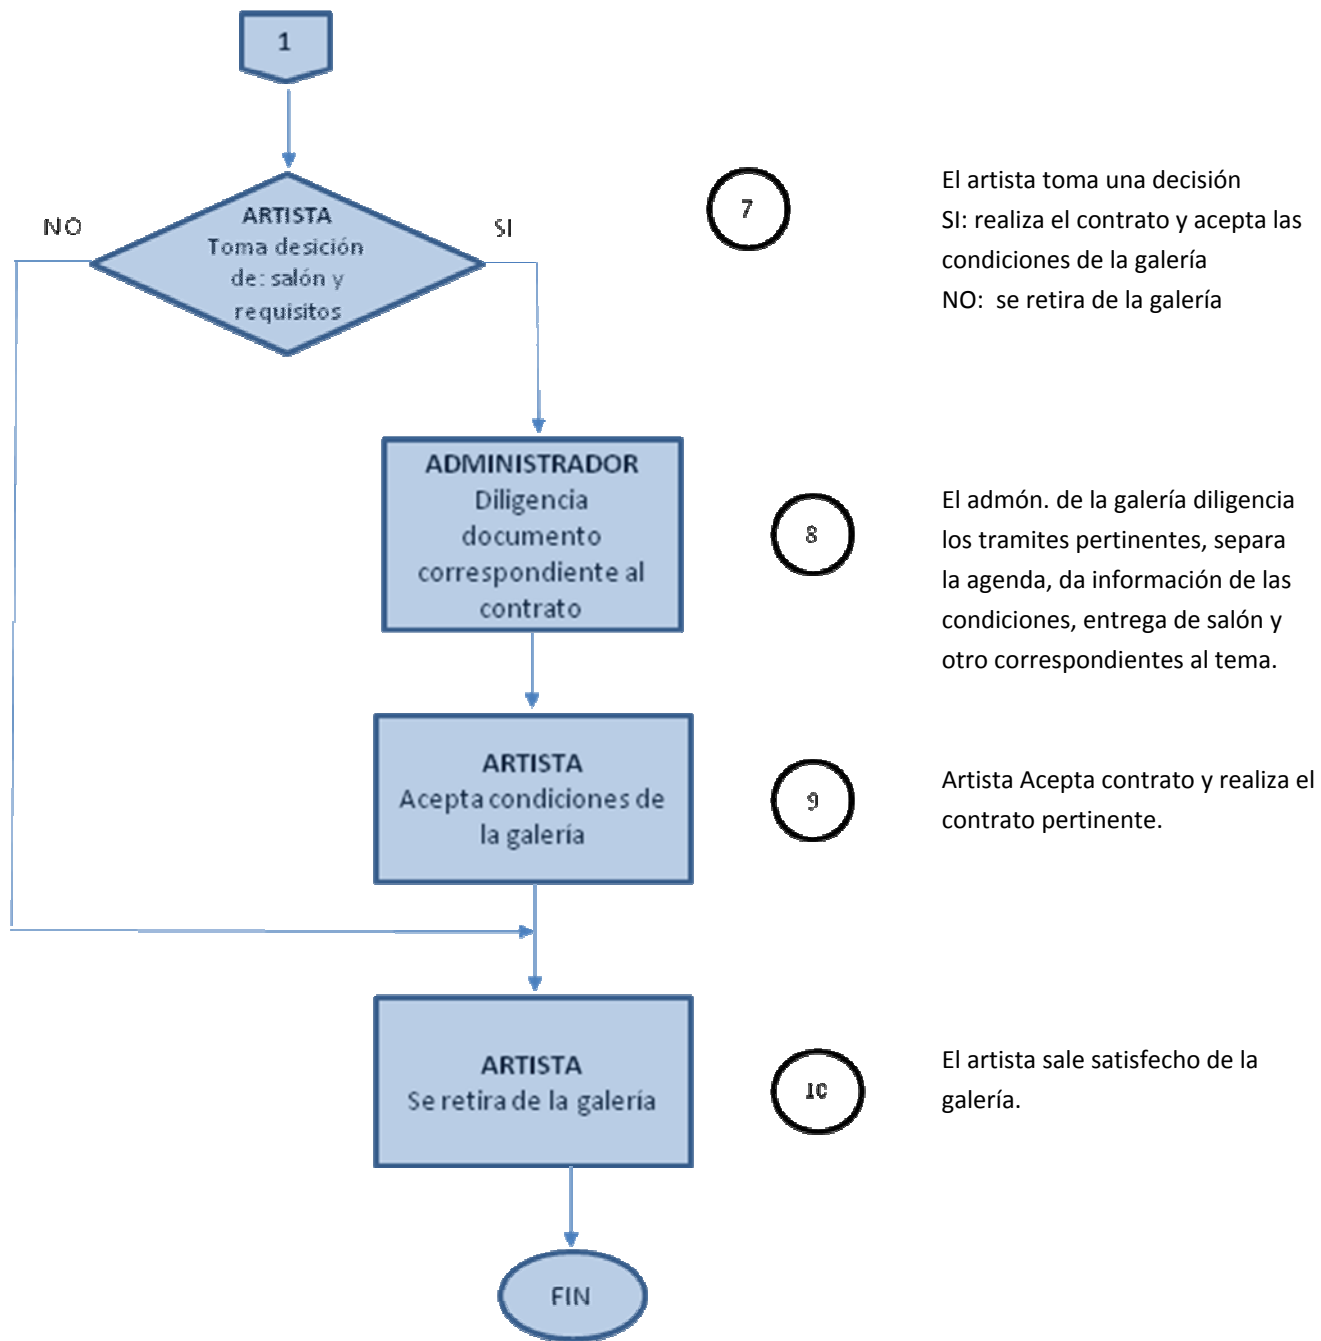 1
NO
SI
ARTISTA
Toma desición
de: salón y
requisitos
7
El artista toma una decisión
SI: realiza el contrato y acepta las
condiciones de la galería
NO:  se retira de la galería
ADMINISTRADOR
Diligencia
documento
correspondiente al
contrato
8
El admón. de la galería diligencia
los tramites pertinentes, separa
la agenda, da información de las
condiciones, entrega de salón y
otro correspondientes al tema.
ARTISTA
Acepta condiciones de
la galería
9
Artista Acepta contrato y realiza el
contrato pertinente.
ARTISTA
Se retira de la galería
10
El artista sale satisfecho de la
galería.
FIN